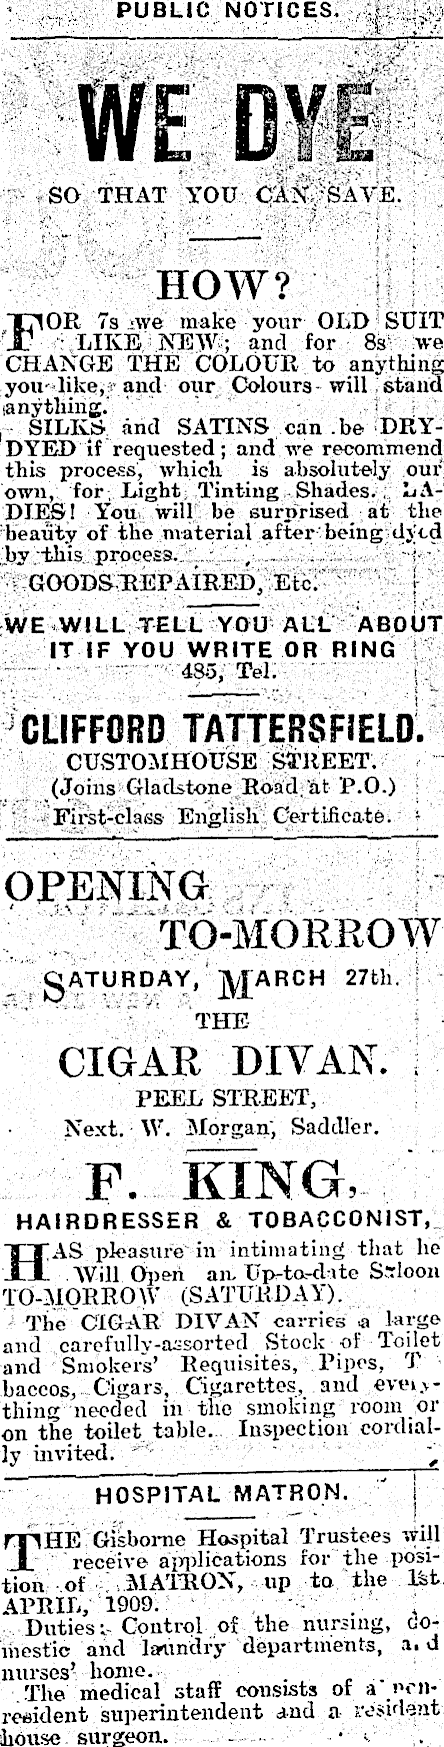 PUBLIC NOTICES.
WE DYE
SO THAT YOU CAN SAVE.
HOW?
FOR 7s we make your OLD SUIT
LIKE NEW; and for 8s we
CHANGE THE COLOUR to anything
you like, and our Colours will stand
anything.
SILKS and SATINS can be DRY-
DYED if requested; and we recommend
this process, which is absolutely our
own, for Light Tinting Shades. LA-
DIES! You will be surprised at the
beauty of the material after being dyed
by this process.
GOODS REPAIRED, Etc.
WE WILL TELL YOU ALL ABOUT
IT IF YOU WRITE OR RING
485, Tel.
CLIFFORD TATTERSFIELD.
CUSTOMHOUSE STREET.
(Joins Gladstone Road at P.O.)
First-class English Certificate.
OPENING
TO-MORROW
SATURDAY, MARCH 27th.
THE
CIGAR DIVAN.
PEEL STREET,
Next. W. Morgan, Saddler.
F. KING,
HAIRDRESSER & TOBACCONIST,
HAS pleasure in intimating that he
Will Open an Up-to-date Saloon
TO-MORROW (SATURDAY).
The CIGAR DIVAN carries a large
and carefully-assorted Stock of Toilet
and Smokers' Requisites, Pipes, T
baccos, Cigars, Cigarettes, and every-
thing needed in the smoking room or
on the toilet table. Inspection cordial-
ly invited.
HOSPITAL MATRON.
THE Gisborne Hospital Trustees will
receive applications for the posi-
tion of MATRON, up to the 1st
APRIL, 1909.
Duties: Control of the nursing, do-
mestic and laundry departments, and
nurses' home.
The medical staff consists of a non-
resident superintendent and a resident
house surgeon.